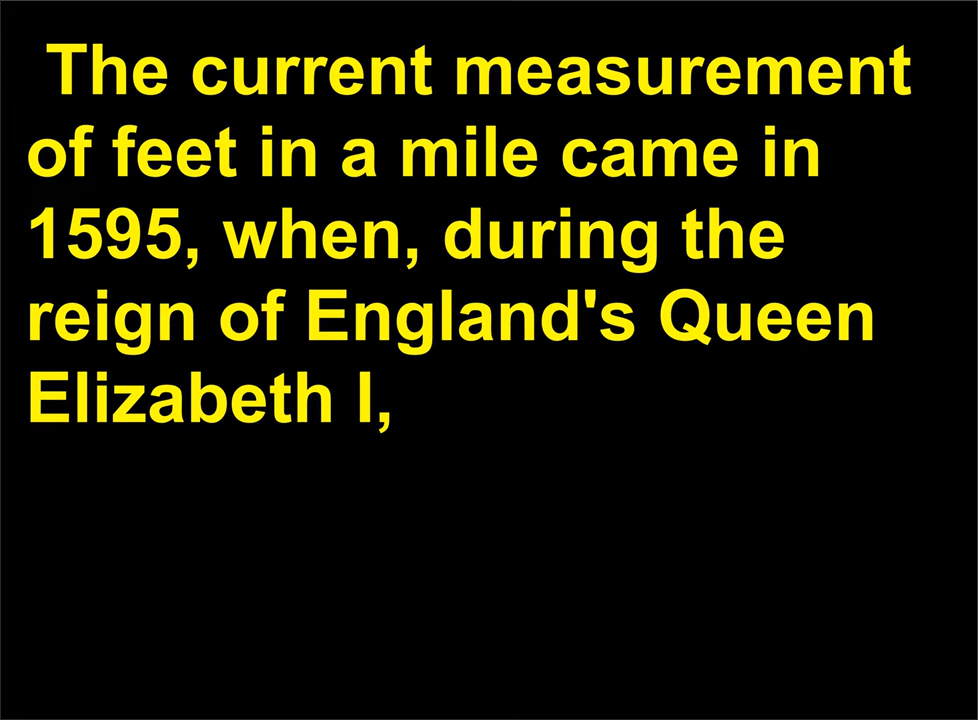 The current measurement
of feet in a mile came in
1595, when, during the
reign of England's Queen
Elizabeth I,